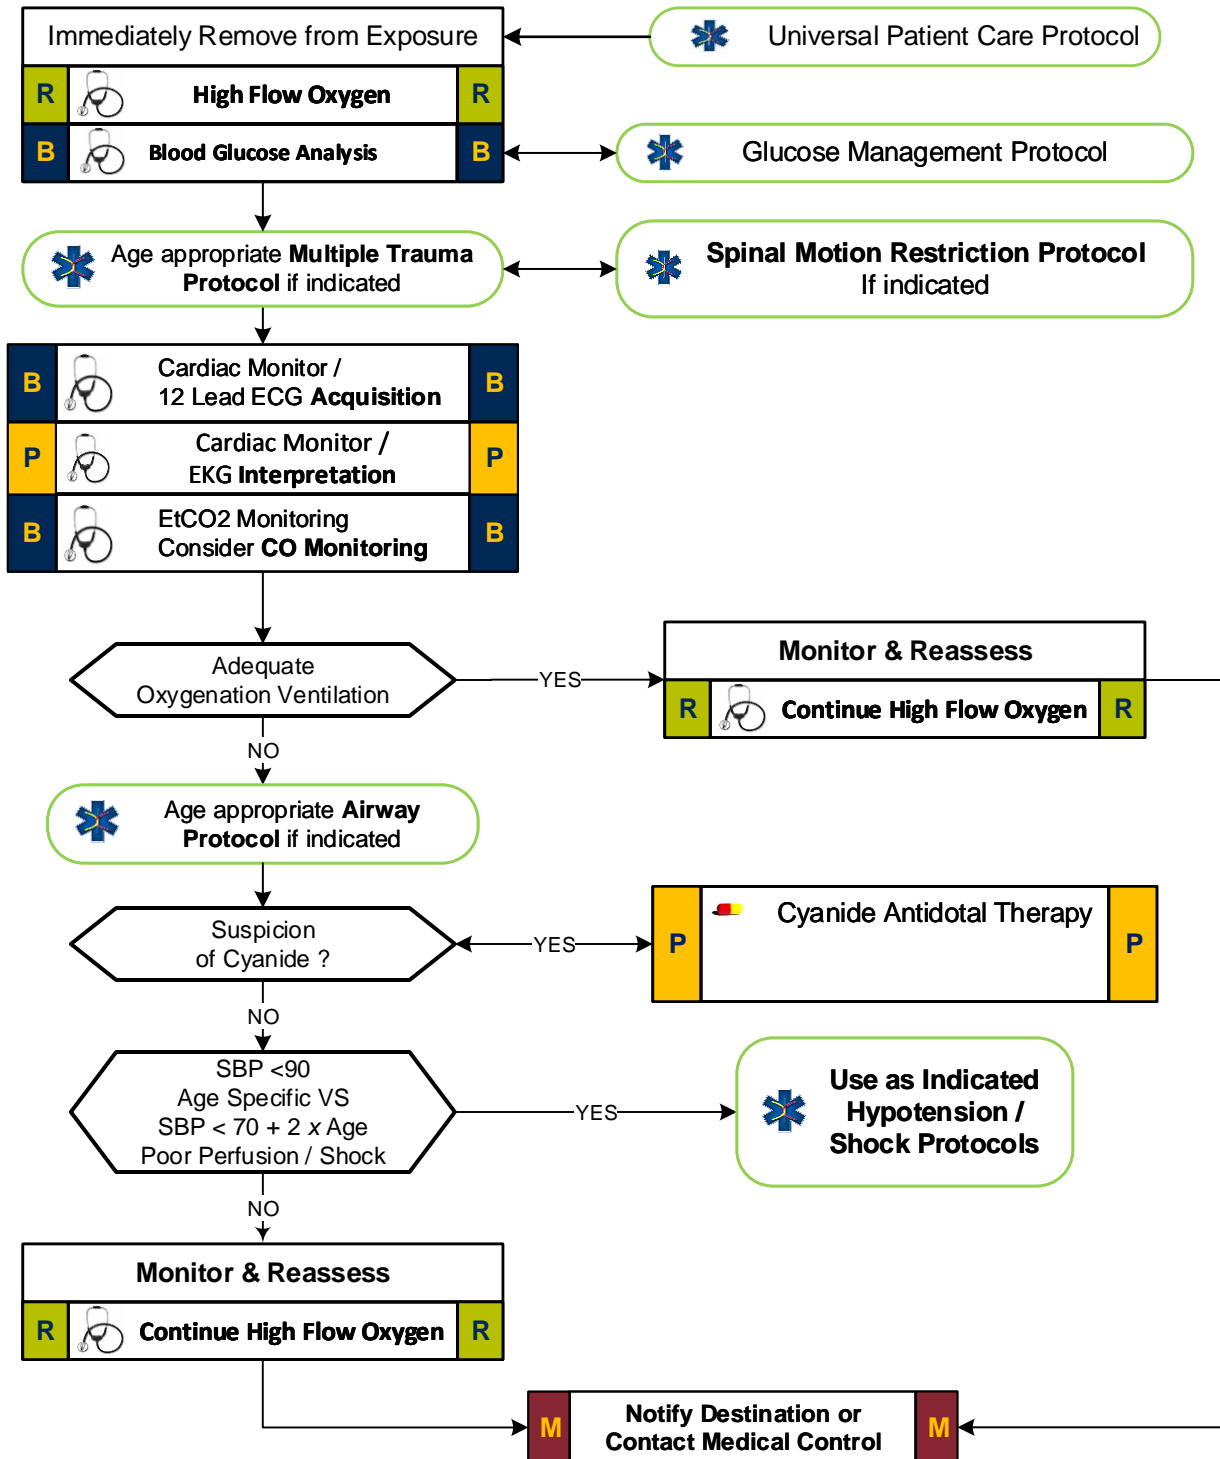 Immediately Remove from Exposure
Universal Patient Care Protocol
R High Flow Oxygen R
B Blood Glucose Analysis B
Glucose Management Protocol
Age appropriate Multiple Trauma
Protocol if indicated
Spinal Motion Restriction Protocol
If indicated
B Cardiac Monitor /
12 Lead ECG Acquisition B
P Cardiac Monitor /
EKG Interpretation P
B EtCO2 Monitoring
Consider CO Monitoring B
Adequate
Oxygenation Ventilation
YES
Monitor & Reassess
R Continue High Flow Oxygen R
NO
Age appropriate Airway
Protocol if indicated
Suspicion
of Cyanide ?
YES
P Cyanide Antidotal Therapy P
NO
SBP <90
Age Specific VS
SBP < 70 + 2 x Age
Poor Perfusion / Shock
YES
Use as Indicated
Hypotension /
Shock Protocols
NO
Monitor & Reassess
R Continue High Flow Oxygen R
M Notify Destination or
Contact Medical Control M